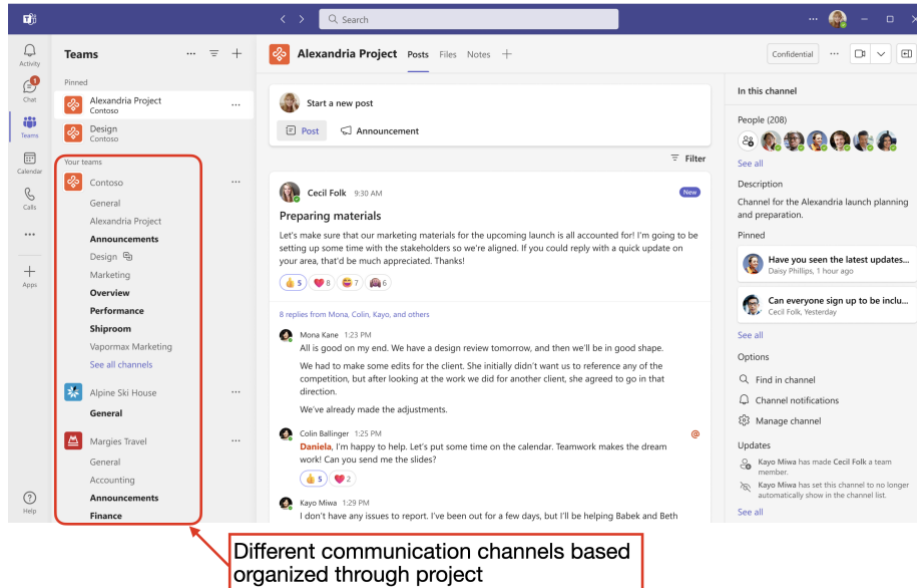 Search
Activity
Chat
1
Teams
Calendar
Calls
Apps
Help
Teams
Pinned
Alexandria Project
Contoso
Design
Contoso
Your teams
Contoso
General
Alexandria Project
Announcements
Design
Marketing
Overview
Performance
Shiproom
Vapormax Marketing
See all channels
Alpine Ski House
General
Margies Travel
General
Accounting
Announcements
Finance
Alexandria Project Posts Files Notes
Confidential
Start a new post
Post Announcement
Filter
Cecil Folk 9:30 AM
New
Preparing materials
Let's make sure that our marketing materials for the upcoming launch is all accounted for! I'm going to be
setting up some time with the stakeholders so we're aligned. If you could reply with a quick update on
your area, that'd be much appreciated. Thanks!
5 8 7 6
8 replies from Mona, Colin, Kayo, and others
Mona Kane 1:23 PM
All is good on my end. We have a design review tomorrow, and then we'll be in good shape.
We had to make some edits for the client. She initially didn't want us to reference any of the
competition, but after looking at the work we did for another client, she agreed to go in that
direction.
We've already made the adjustments.
Colin Ballinger 1:25 PM
@
Daniela, I'm happy to help. Let's put some time on the calendar. Teamwork makes the dream
work! Can you send me the slides?
5 2
Kayo Miwa 1:29 PM
I don't have any issues to report. I've been out for a few days, but I'll be helping Babek and Beth
In this channel
People (208)
See all
Description
Channel for the Alexandria launch planning
and preparation.
Pinned
Have you seen the latest updates...
Daisy Phillips, 1 hour ago
Can everyone sign up to be inclu...
Cecil Folk, Yesterday
See all
Options
Find in channel
Channel notifications
Manage channel
Updates
Kayo Miwa has made Cecil Folk a team
member.
Kayo Miwa has set this channel to no longer
automatically show in the channel list.
See all
Different communication channels based
organized through project